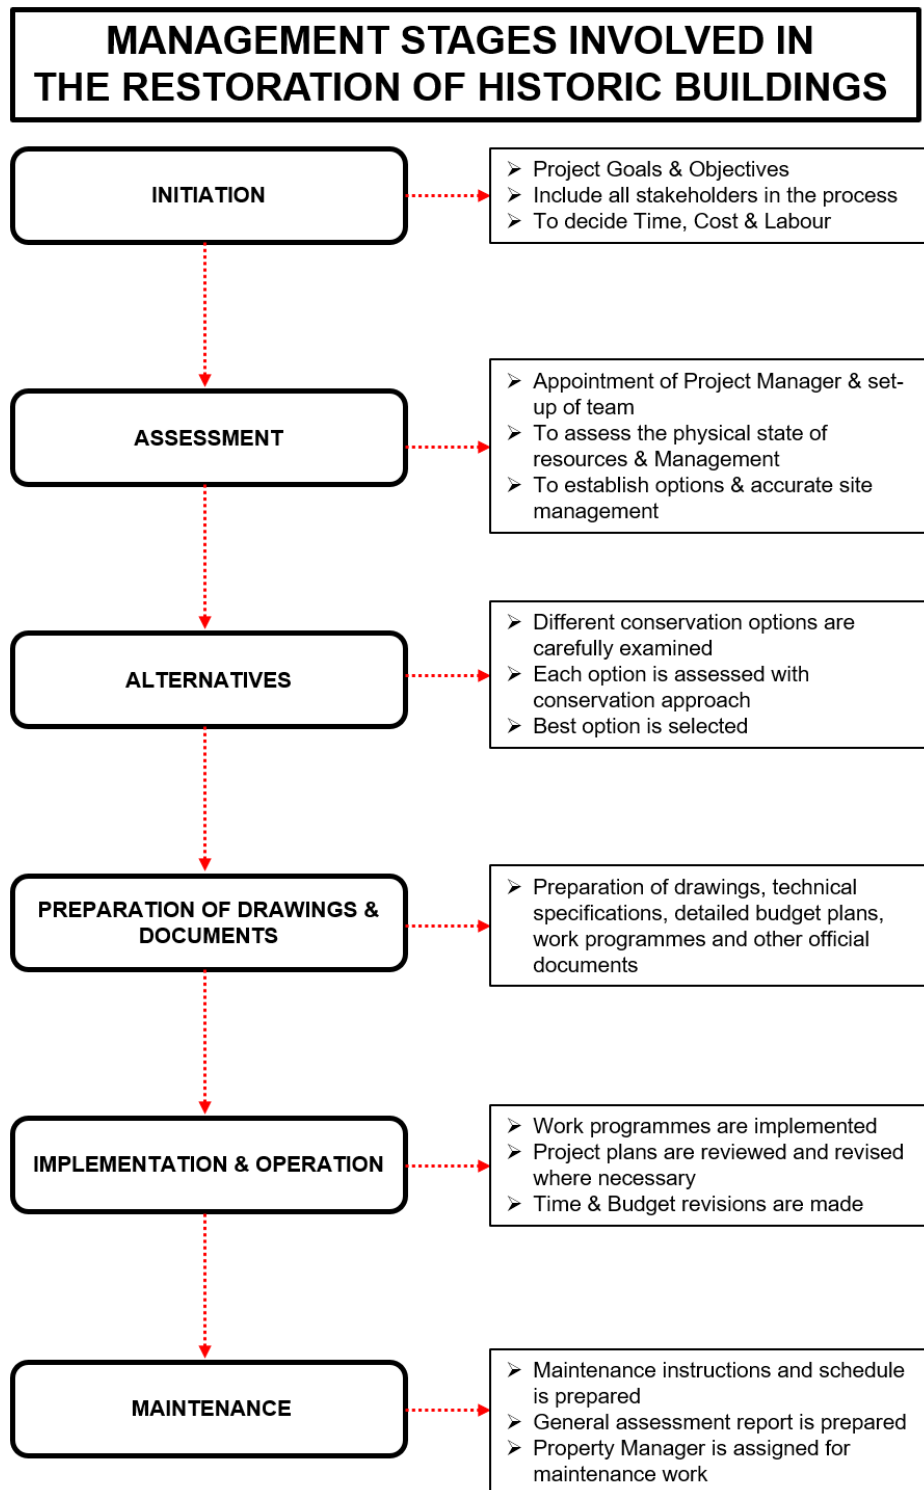 MANAGEMENT STAGES INVOLVED IN
THE RESTORATION OF HISTORIC BUILDINGS
INITIATION
➢ Project Goals & Objectives
➢ Include all stakeholders in the process
➢ To decide Time, Cost & Labour
ASSESSMENT
➢ Appointment of Project Manager & set-
up of team
➢ To assess the physical state of
resources & Management
➢ To establish options & accurate site
management
ALTERNATIVES
➢ Different conservation options are
carefully examined
➢ Each option is assessed with
conservation approach
➢ Best option is selected
PREPARATION OF DRAWINGS &
DOCUMENTS
➢ Preparation of drawings, technical
specifications, detailed budget plans,
work programmes and other official
documents
IMPLEMENTATION & OPERATION
➢ Work programmes are implemented
➢ Project plans are reviewed and revised
where necessary
➢ Time & Budget revisions are made
MAINTENANCE
➢ Maintenance instructions and schedule
is prepared
➢ General assessment report is prepared
➢ Property Manager is assigned for
maintenance work